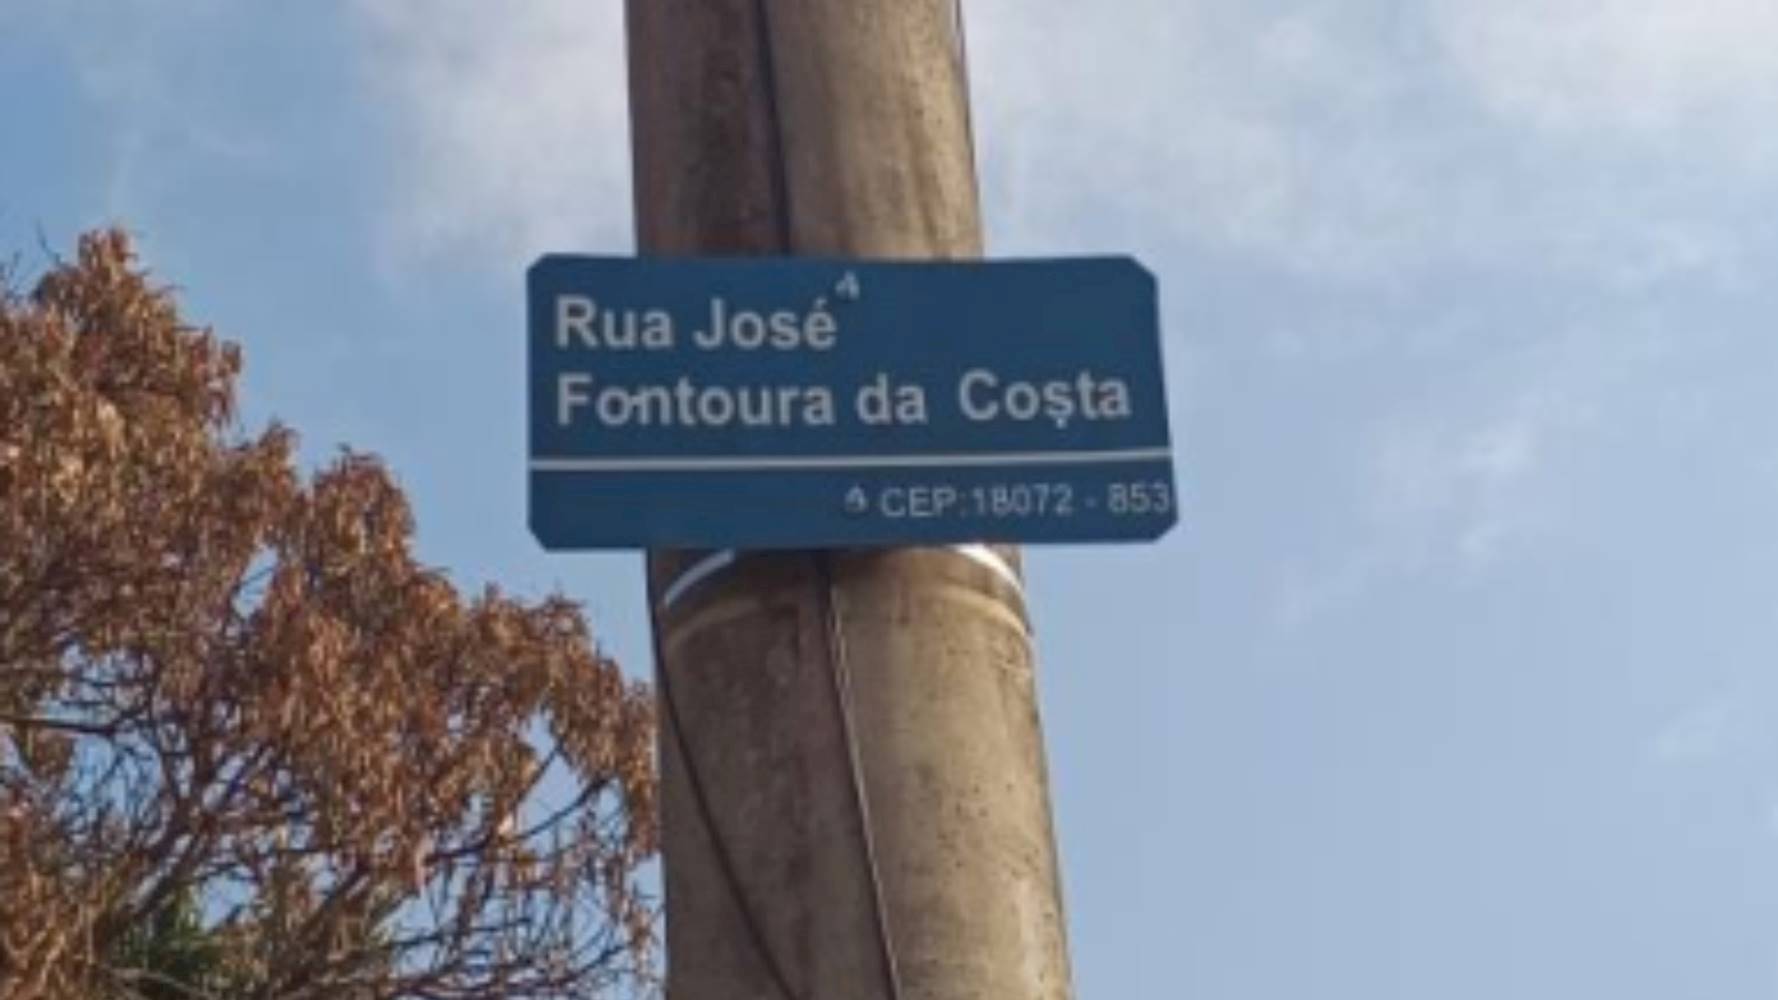 Rua José
Fontoura da Costa
CEP:18072 - 853